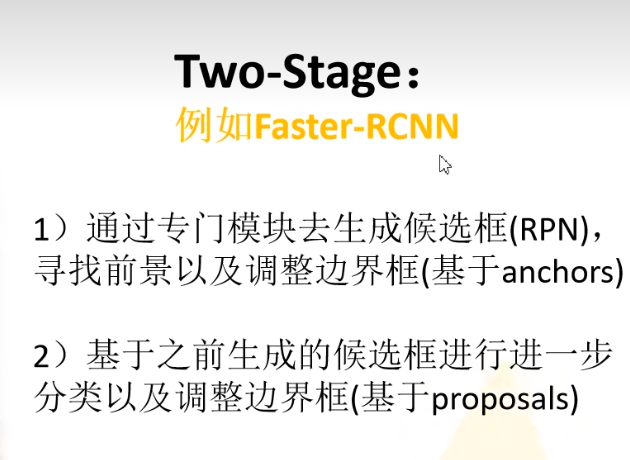 Two-Stage：
例如Faster-RCNN
1）通过专门模块去生成候选框(RPN)，
寻找前景以及调整边界框(基于anchors)
2）基于之前生成的候选框进行进一步
分类以及调整边界框(基于proposals)